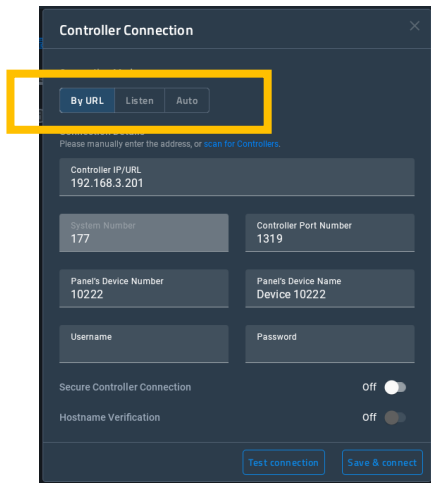 Controller Connection
By URL Listen Auto
Please manually enter the address, or scan for Controllers.
Controller IP/URL
192.168.3.201
System Number Controller Port Number
177 1319
Panel's Device Number Panel's Device Name
10222 Device 10222
Username Password
Secure Controller Connection Off
Hostname Verification Off
Test connection Save & connect